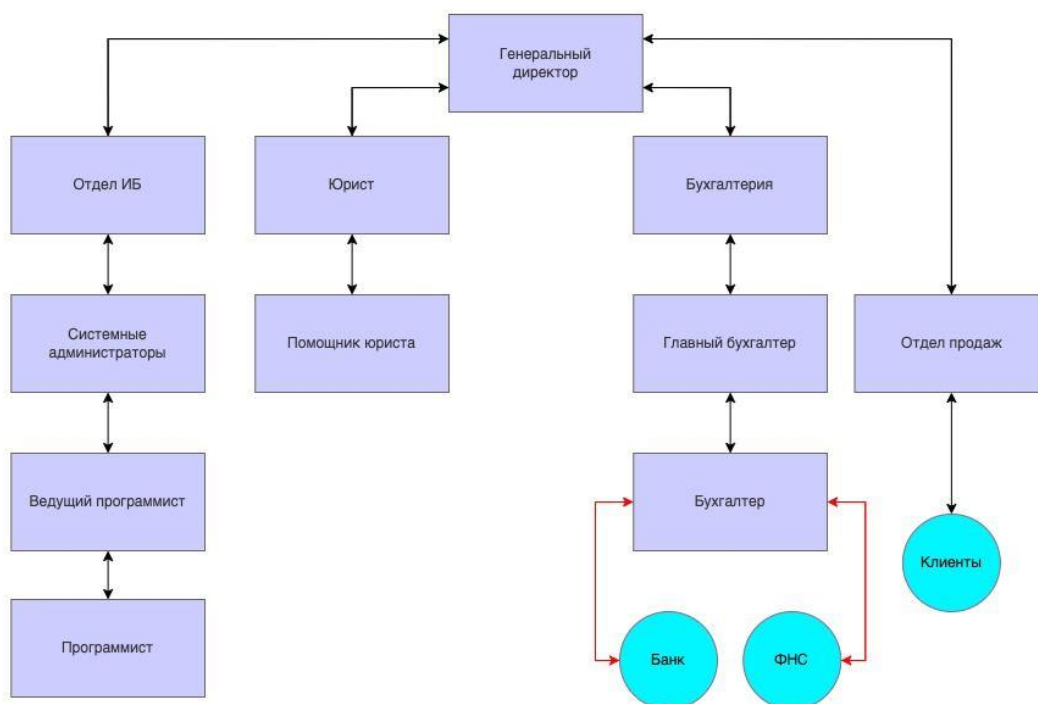 Генеральный
директор
Отдел ИБ
Юрист
Бухгалтерия
Системные
администраторы
Помощник юриста
Главный бухгалтер
Отдел продаж
Ведущий программист
Бухгалтер
Клиенты
Программист
Банк
ФНС